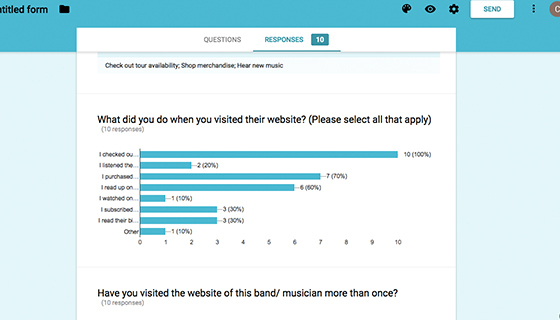 ntitled form
SEND
QUESTIONS
RESPONSES 10
Check out tour availability; Shop merchandise; Hear new music
What did you do when you visited their website? (Please select all that apply)
(10 responses)
I checked ou...
10 (100%)
I listened the...
2 (20%)
I purchased...
7 (70%)
I read up on...
6 (60%)
I watched on...
1 (10%)
I subscribed...
3 (30%)
I read their bi...
3 (30%)
Other
1 (10%)
0 1 2 3 4 5 6 7 8 9 10
Have you visited the website of this band/ musician more than once?
(10 responses)